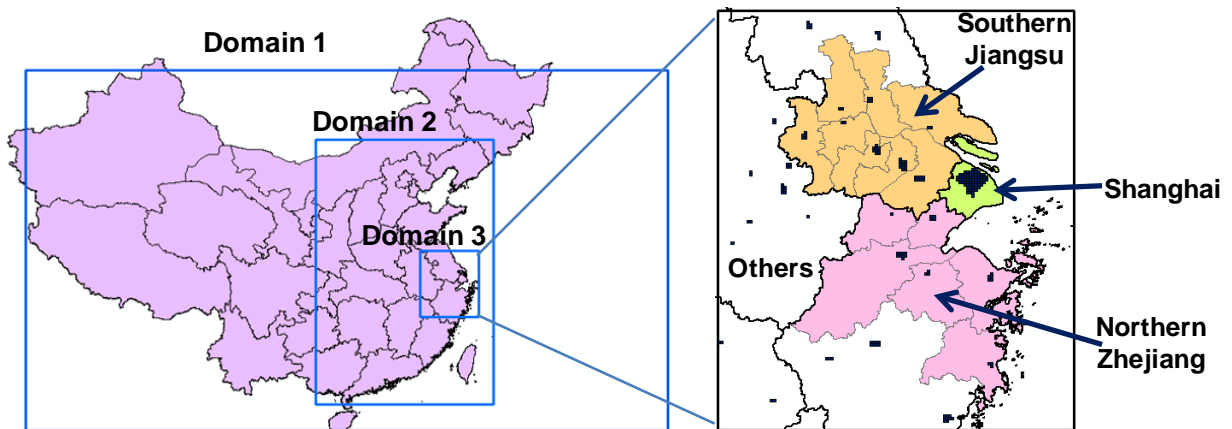 Domain 1
Domain 2
Domain 3
Southern
Jiangsu
Shanghai
Others
Northern
Zhejiang